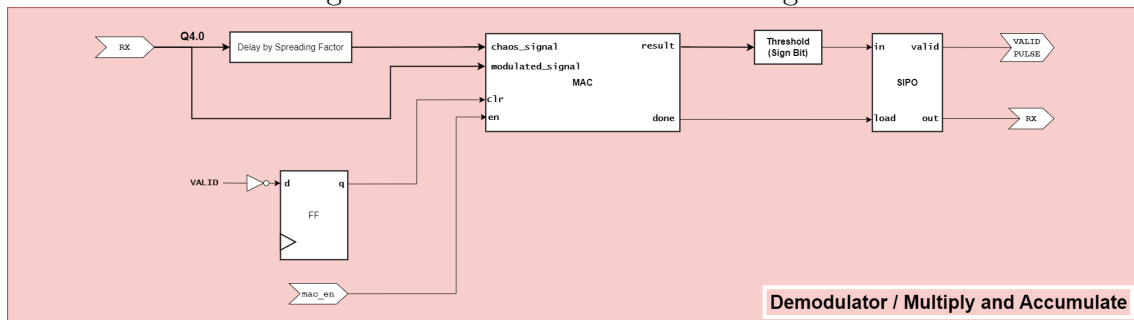 RX
Q4.0
Delay by Spreading Factor
chaos_signal
modulated_signal
clr
en
MAC
result
done
Threshold
(Sign Bit)
in
valid
SIPO
load
out
VALID
PULSE
RX
VALID
d
q
FF
mac_en
Demodulator / Multiply and Accumulate